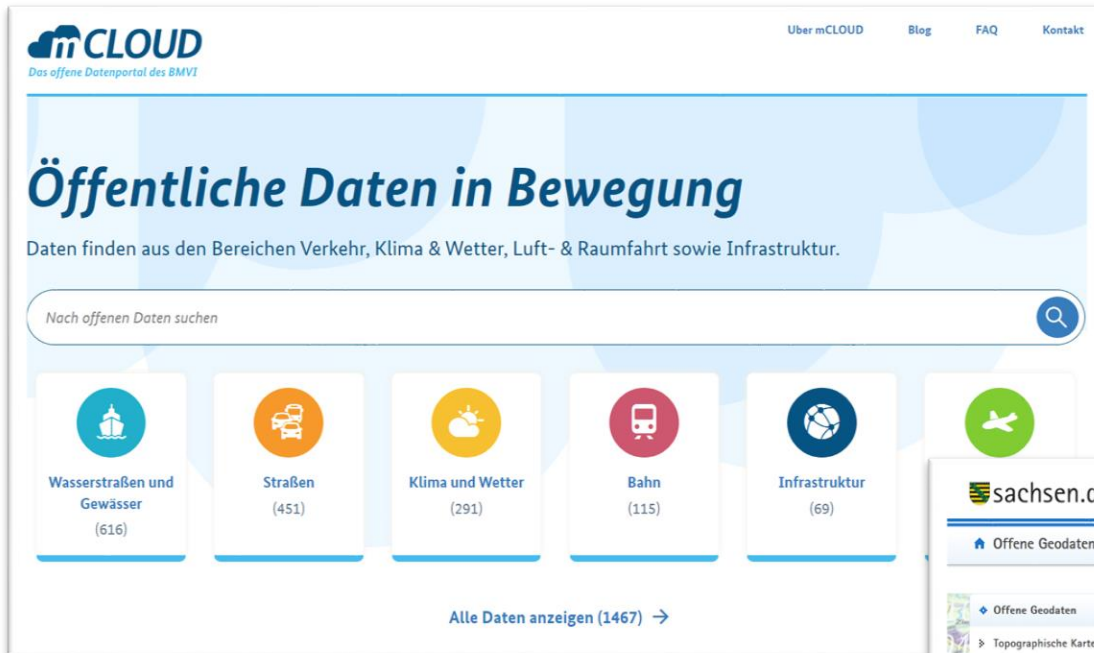 mCLOUD
Das offene Datenportal des BMVI
Über mCLOUD Blog FAQ Kontakt
Öffentliche Daten in Bewegung
Daten finden aus den Bereichen Verkehr, Klima & Wetter, Luft- & Raumfahrt sowie Infrastruktur.
Nach offenen Daten suchen
Wasserstraßen und
Gewässer
(616)
Straßen
(451)
Klima und Wetter
(291)
Bahn
(115)
Infrastruktur
(69)
Alle Daten anzeigen (1467) →
sachsen.d
Offene Geodaten
Offene Geodaten
Topographische Karte